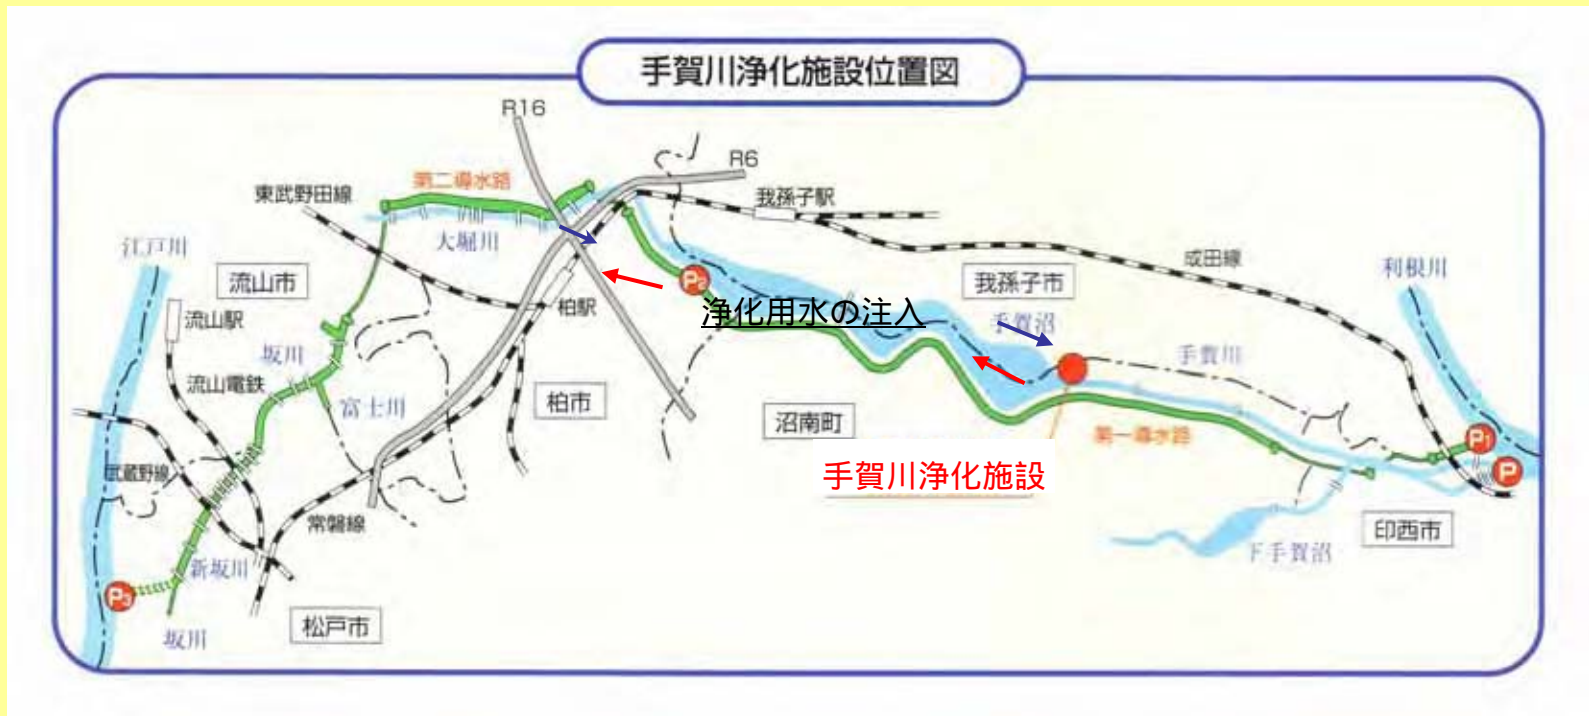 手賀川浄化施設位置図
R16
R6
第二導水路
東武野田線
我孫子駅
大堀川
江戸川
成田線
利根川
流山市
我孫子市
P2
柏駅
浄化用水の注入
流山駅
手賀沼
坂川
手賀川
流山電鉄
富士川
柏市
沼南町
第一導水路
P1
武蔵野線
手賀川浄化施設
P
常磐線
印西市
下手賀沼
新坂川
P3
松戸市
坂川